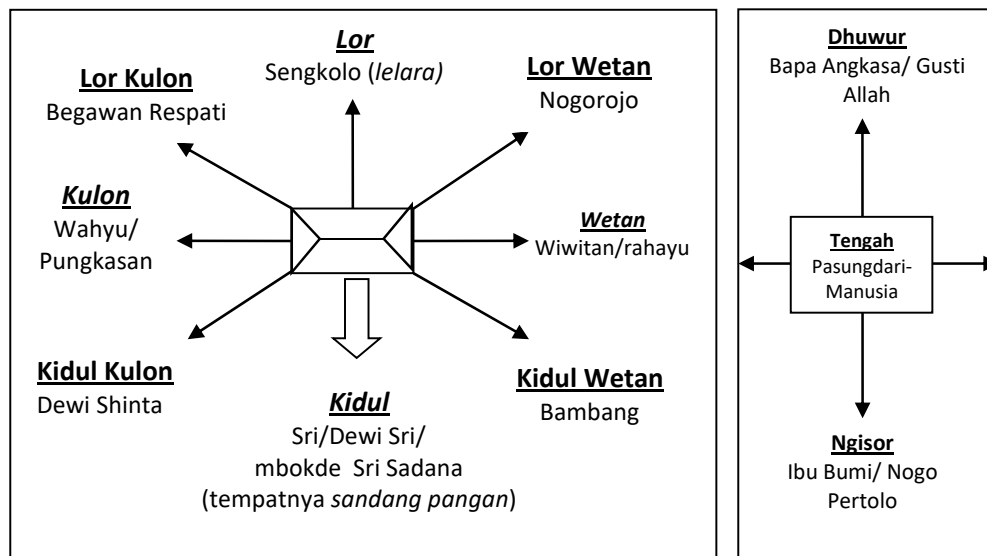 Lor
Sengkolo (lelara)
Lor Kulon
Begawan Respati
Lor Wetan
Nogorojo
Kulon
Wahyu/
Pungkasan
Wetan
Wiwitan/rahayu
Kidul Kulon
Dewi Shinta
Kidul
Sri/Dewi Sri/
mbokde Sri Sadana
(tempatnya sandang pangan)
Kidul Wetan
Bambang
Dhuwur
Bapa Angkasa/ Gusti
Allah
Tengah
Pasungdari-
Manusia
Ngisor
Ibu Bumi/ Nogo
Pertolo